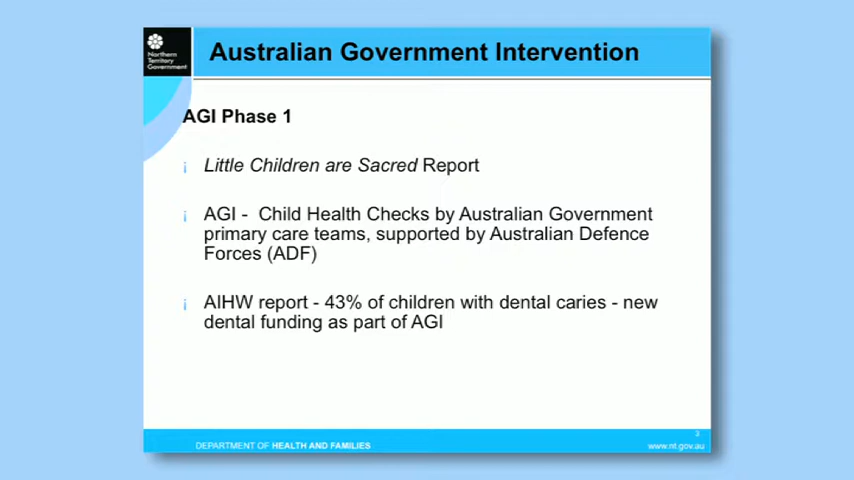 Northern
Territory
Government
Australian Government Intervention
AGI Phase 1
¡ Little Children are Sacred Report
¡ AGI - Child Health Checks by Australian Government
primary care teams, supported by Australian Defence
Forces (ADF)
¡ AIHW report - 43% of children with dental caries - new
dental funding as part of AGI
3
DEPARTMENT OF HEALTH AND FAMILIES
www.nt.gov.au